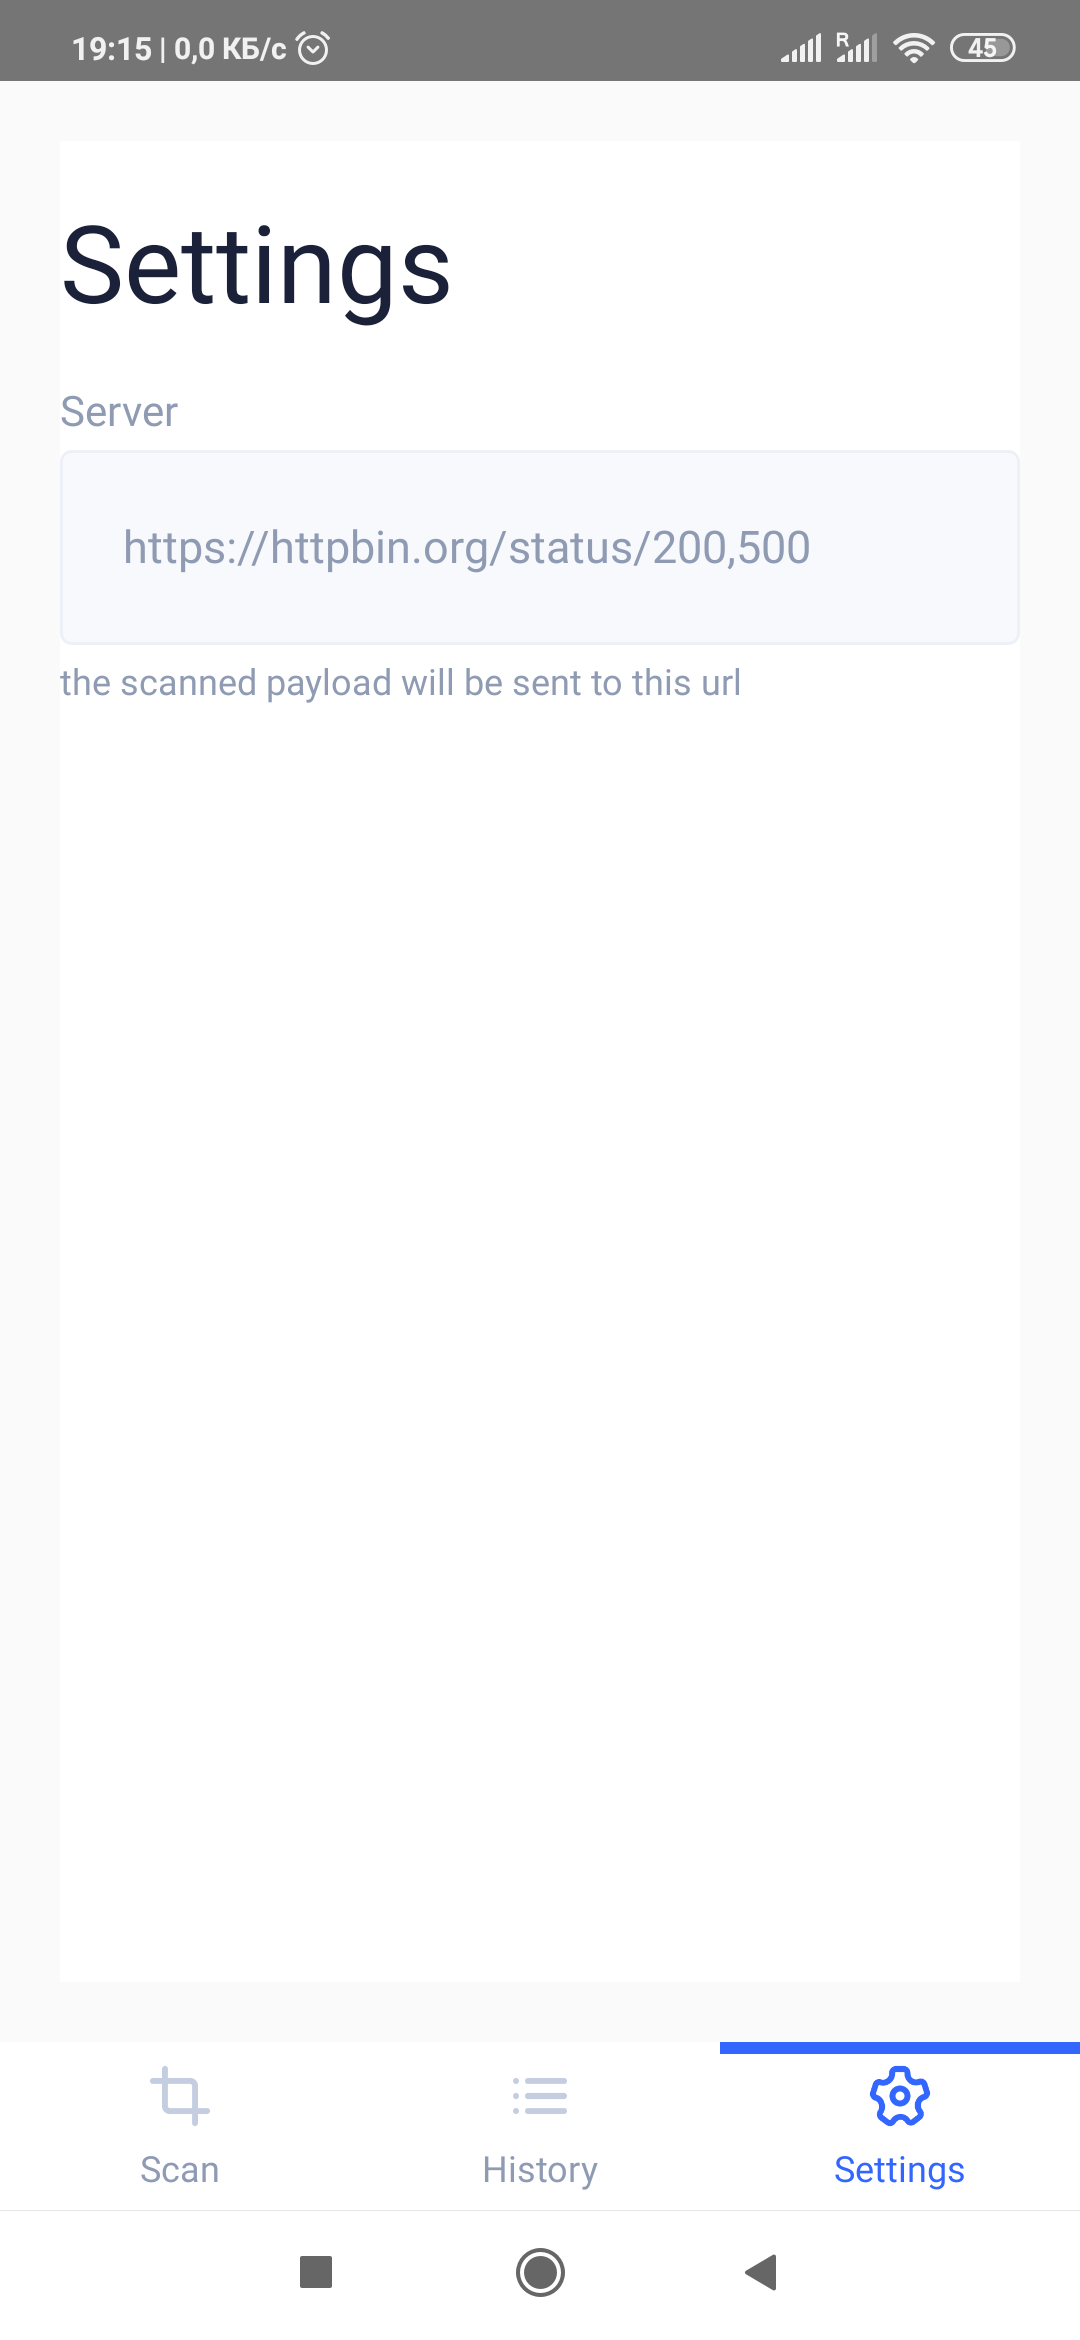 19:15 | 0,0 КБ/с
R
45
Settings
Server
https://httpbin.org/status/200,500
the scanned payload will be sent to this url
Scan
History
Settings